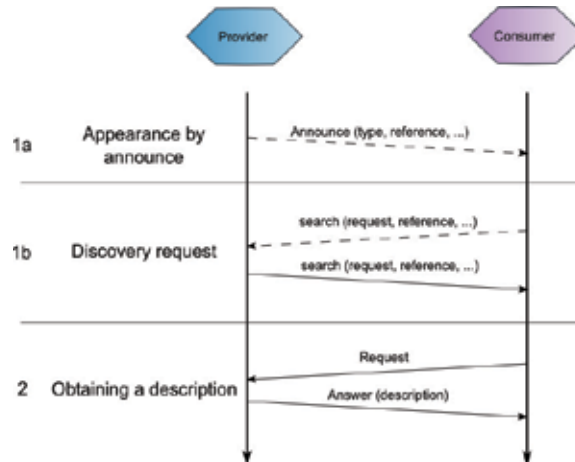 Provider
Consumer
1a
Appearance by
announce
Announce (type, reference, ...)
1b
Discovery request
search (request, reference, ...)
search (request, reference, ...)
2
Obtaining a description
Request
Answer (description)